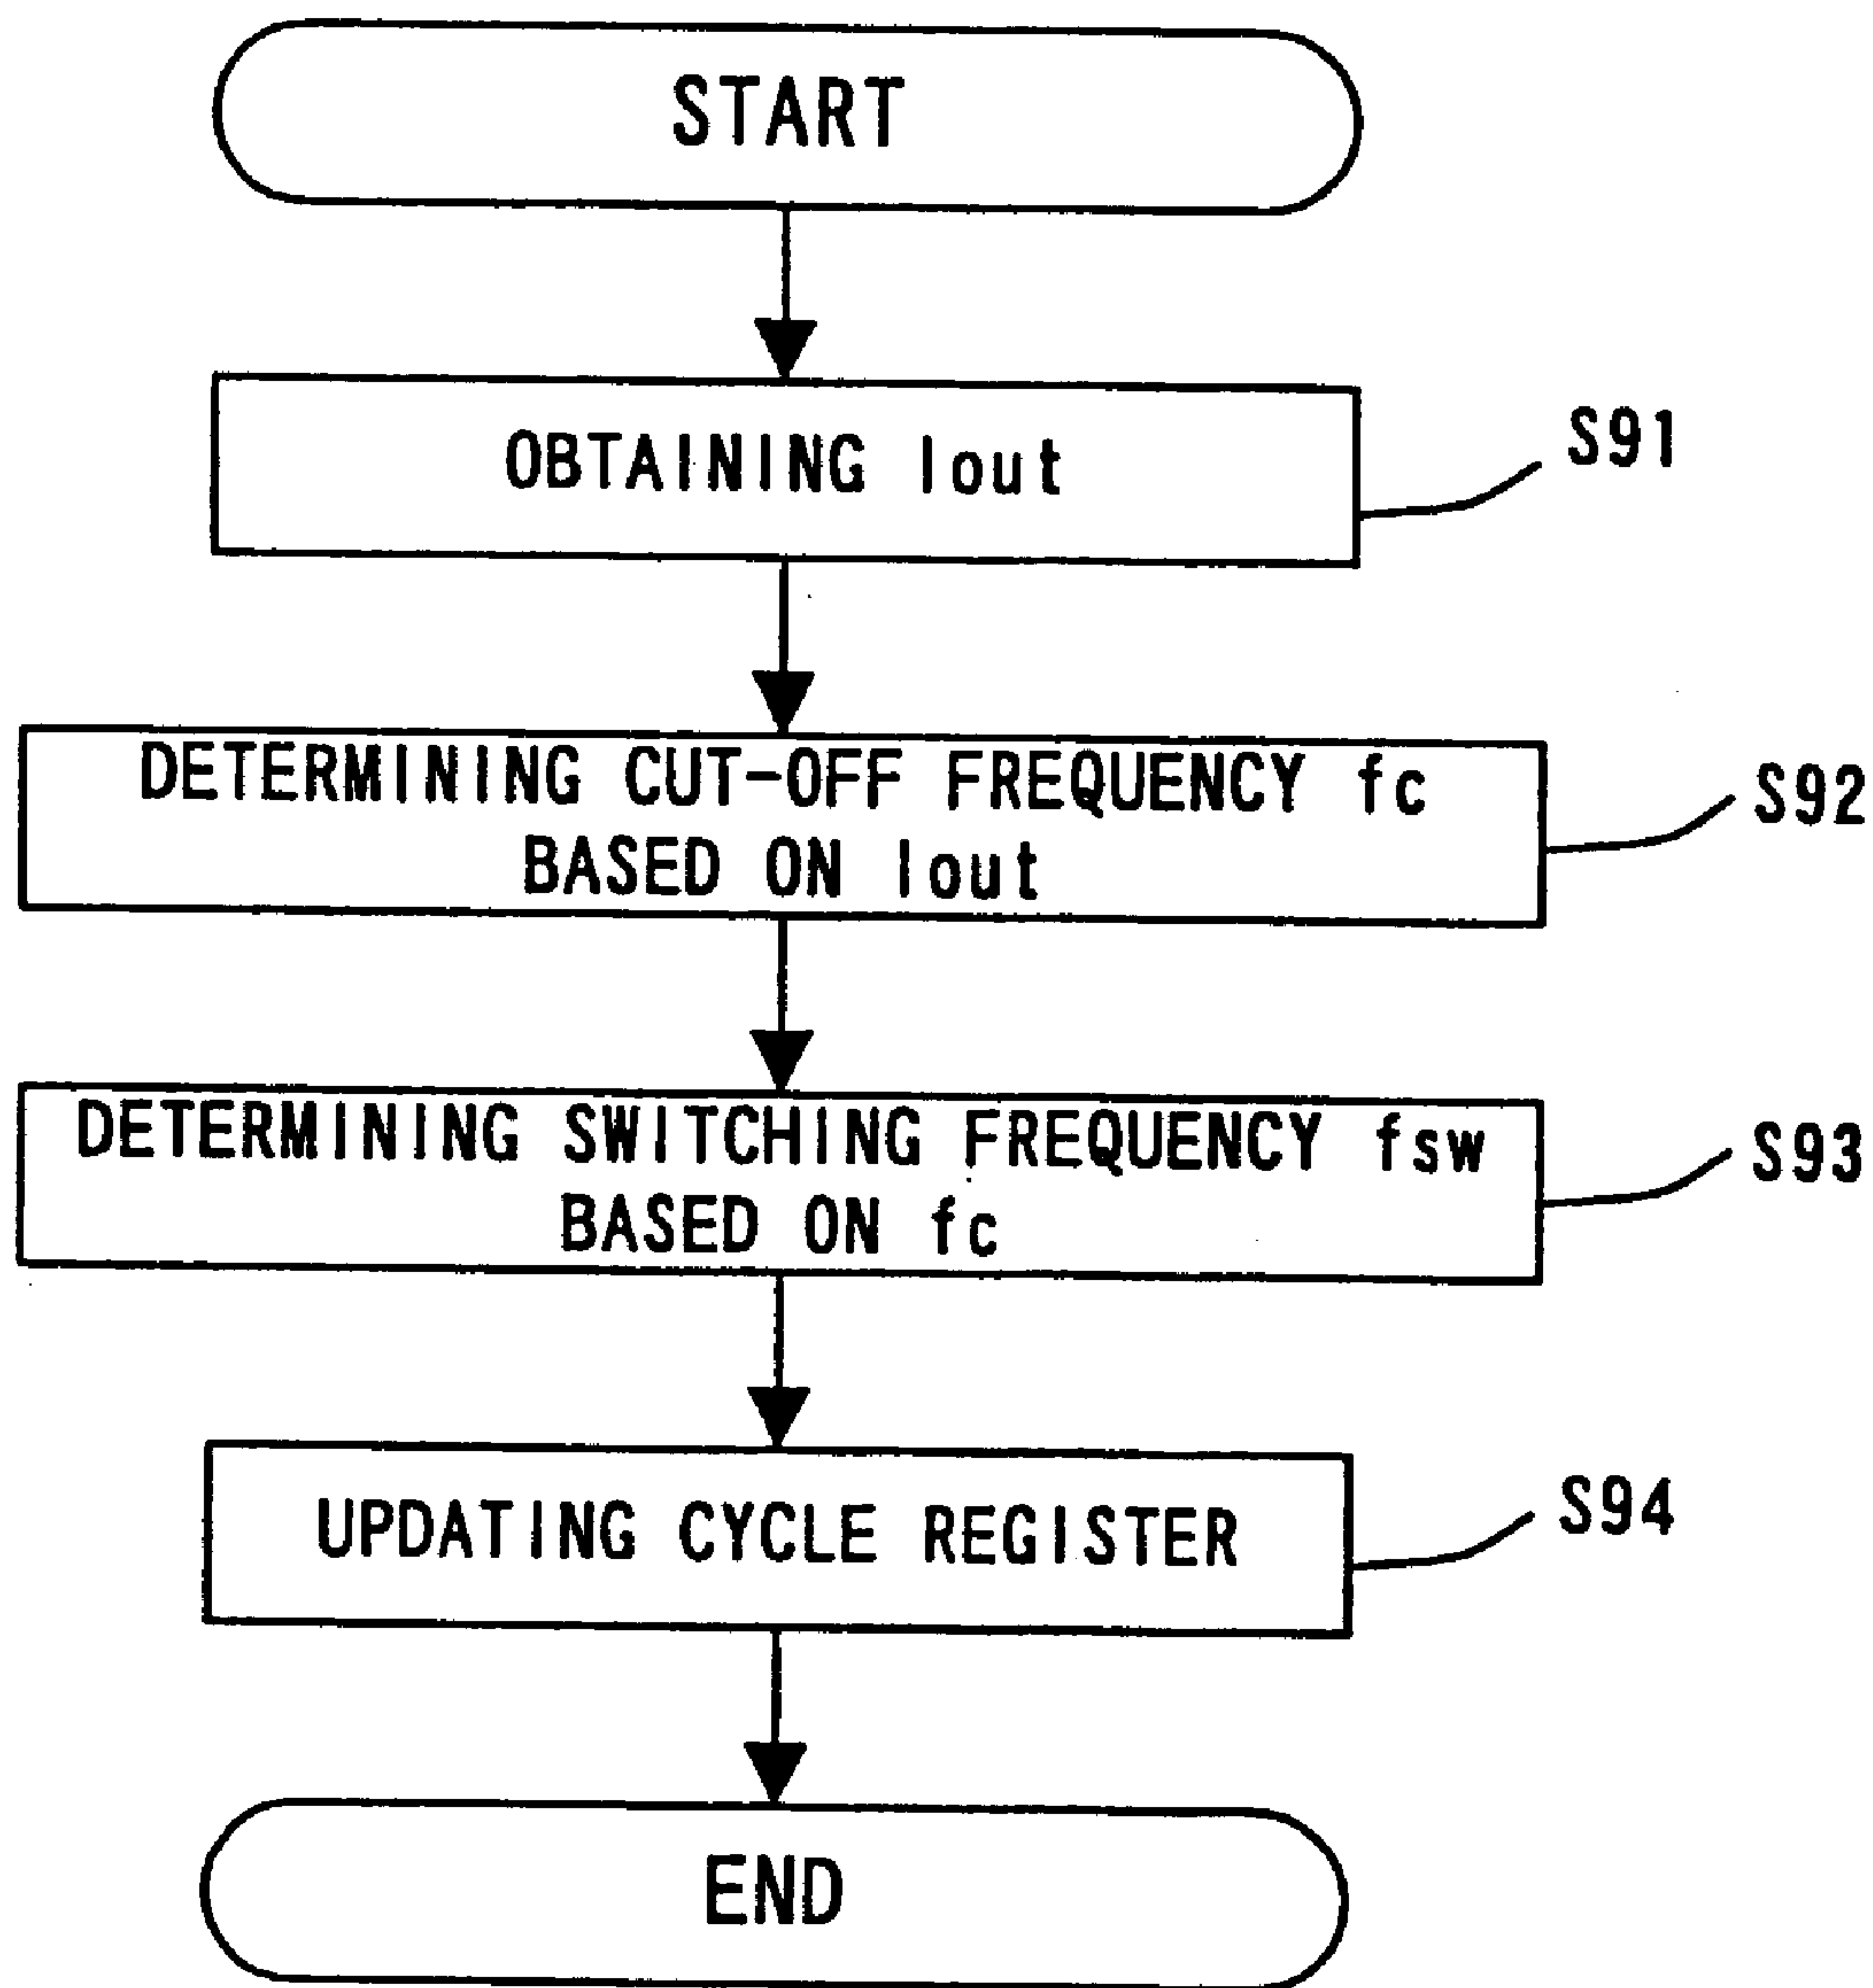 START
OBTAINING Iout
S91
DETERMINING CUT-OFF FREQUENCY fc
BASED ON Iout
S92
DETERMINING SWITCHING FREQUENCY fsw
BASED ON fc
S93
UPDATING CYCLE REGISTER
S94
END